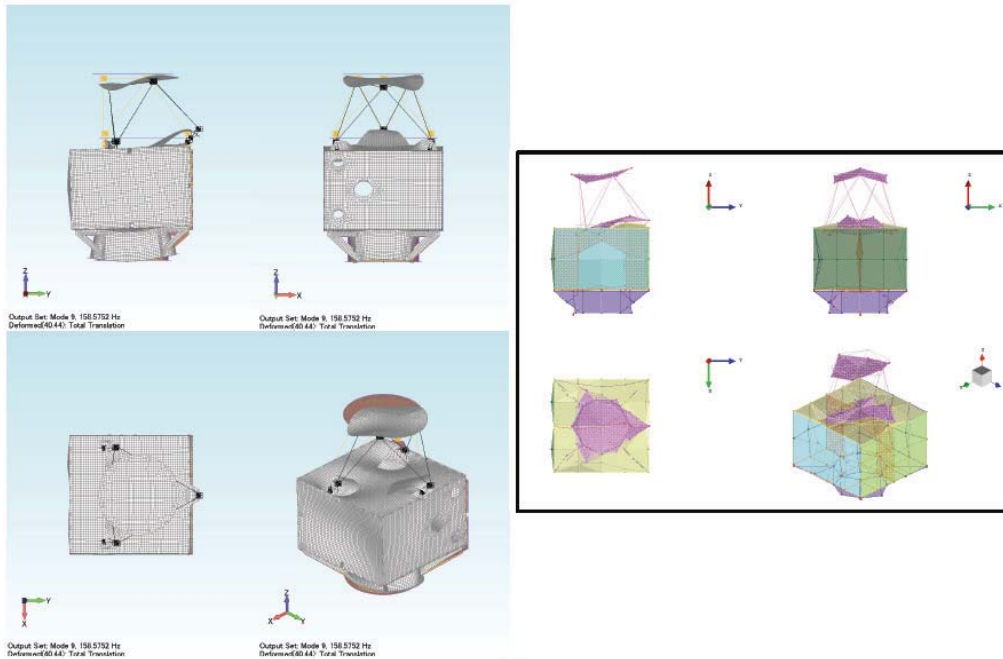 Z
Y
Z
X
Output Set: Mode 9, 158.5752 Hz
Deformed(40.44): Total Translation
Output Set: Mode 9, 158.5752 Hz
Deformed(40.44): Total Translation
Y
X
Z
X
Y
Output Set: Mode 9, 158.5752 Hz
Deformed(40.44): Total Translation
Output Set: Mode 9, 158.5752 Hz
Deformed(40.44): Total Translation
Y
Y